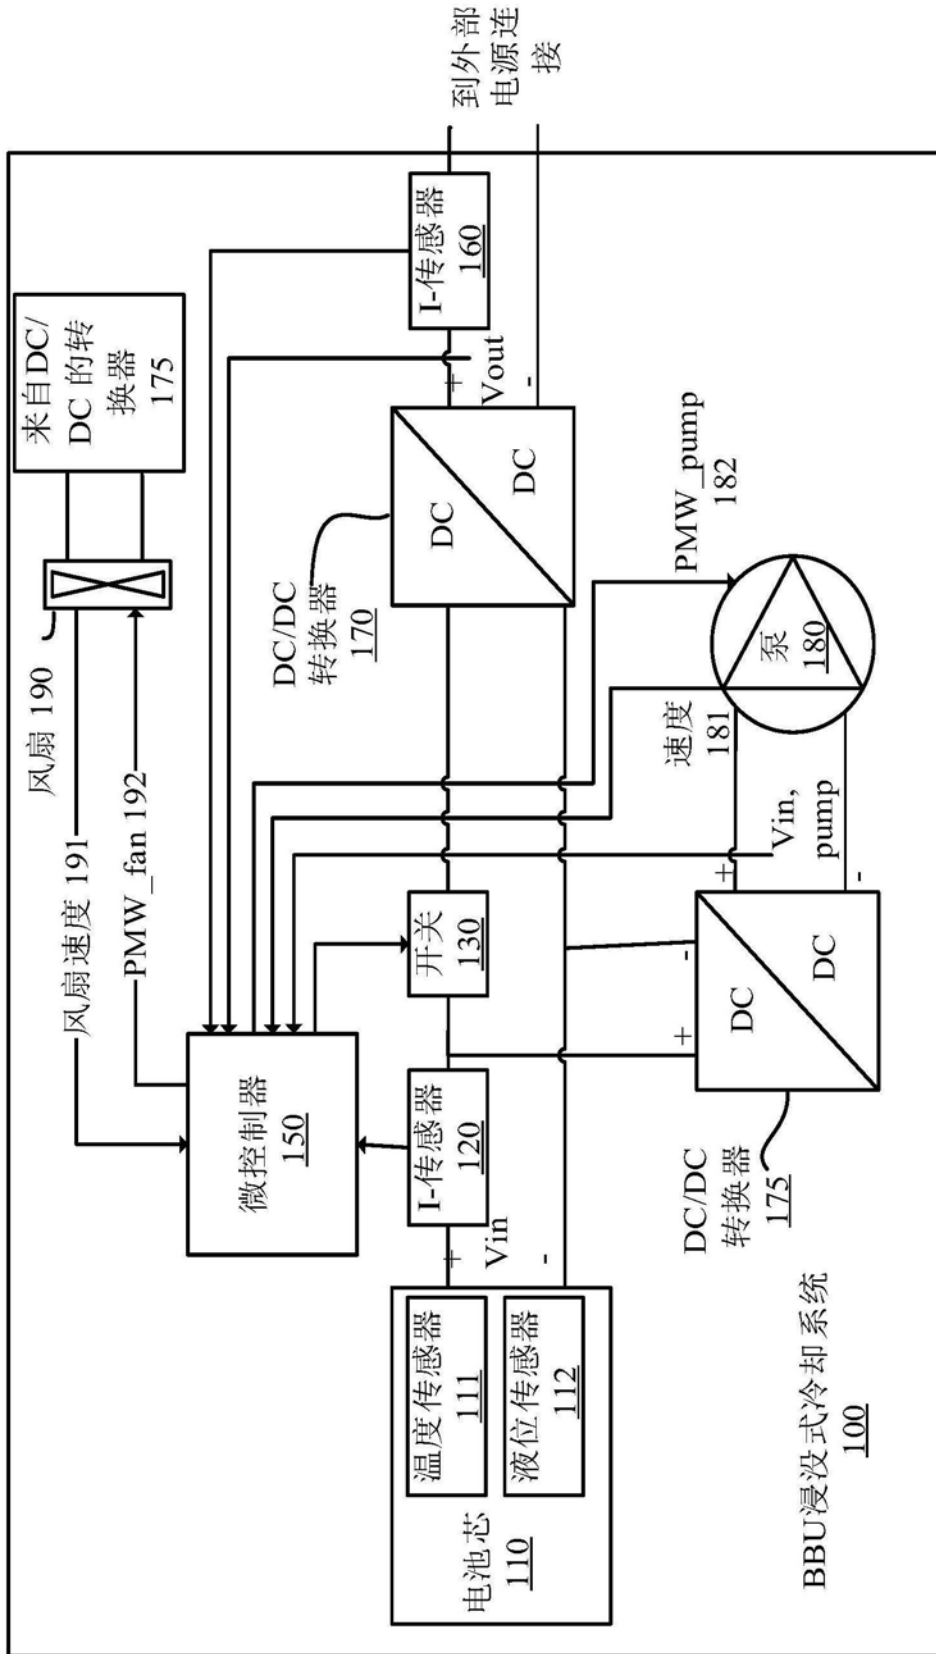 来自DC/
DC 的转
换器
175
风扇 190
风扇速度 191
PMW_fan 192
微控制器
150
I-传感器
160
到外部
电源连
接
+
Vout
-
DC
DC
DC/DC
转换器
170
开关
130
I-传感器
120
+
Vin
-
温度传感器
111
液位传感器
112
电池芯
110
PMW_pump
182
泵
180
速度
181
Vin,
pump
+
-
+
-
DC
DC
DC/DC
转换器
175
BBU浸没式冷却系统
100